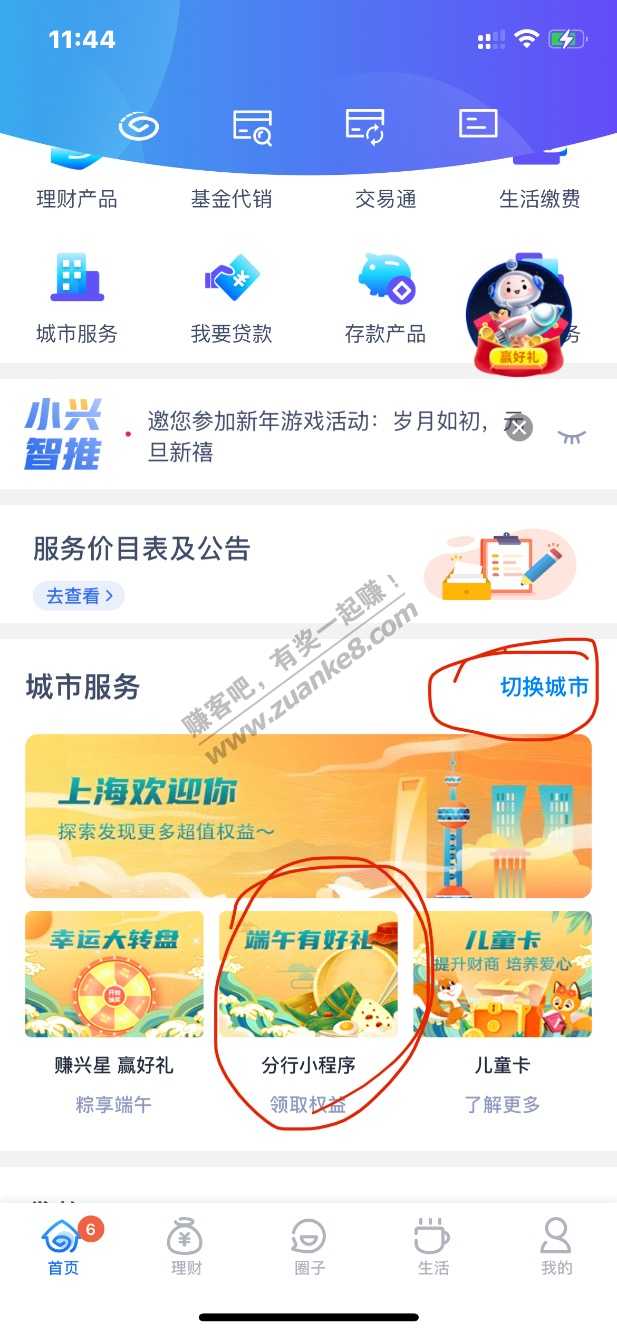 11:44
理财产品
基金代销
交易通
生活缴费
城市服务
我要贷款
存款产品
务
赢好礼
小兴
智推
邀您参加新年游戏活动：岁月如初，元
旦新禧
服务价目表及公告
去查看
赚客吧，有奖一起赚！
www.zuanke8.com
城市服务
切换城市
上海欢迎你
探索发现更多超值权益～
幸运大转盘
端午有好礼
儿童卡
提升财商 培养爱心
赚兴星 赢好礼
分行小程序
儿童卡
粽享端午
领取权益
了解更多
6
首页
理财
圈子
生活
我的